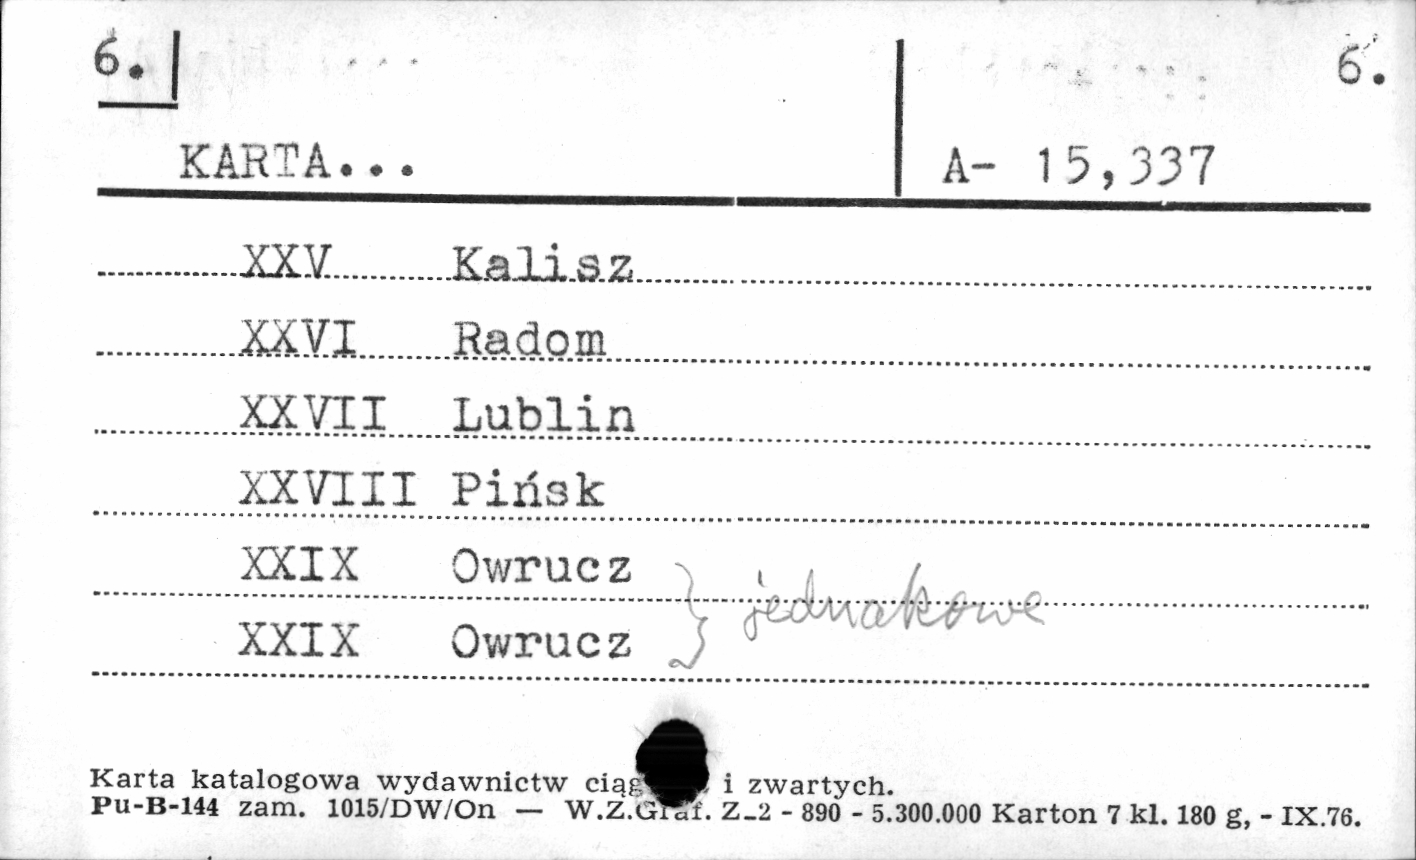 6. 6.
KARTA... A- 15,337
XXV Kalisz
XXVI Radom
XXVII Lublin
XXVIII Pińsk
XXIX Owrucz
jednakowe
XXIX Owrucz
Karta katalogowa wydawnictw i zwartych.
Pu-B-144 zam. 1015/DW/On — W.Z.Graf. Z-2 - 890 - 5.300.000 Karton 7 kl. 180 g, - IX.76.